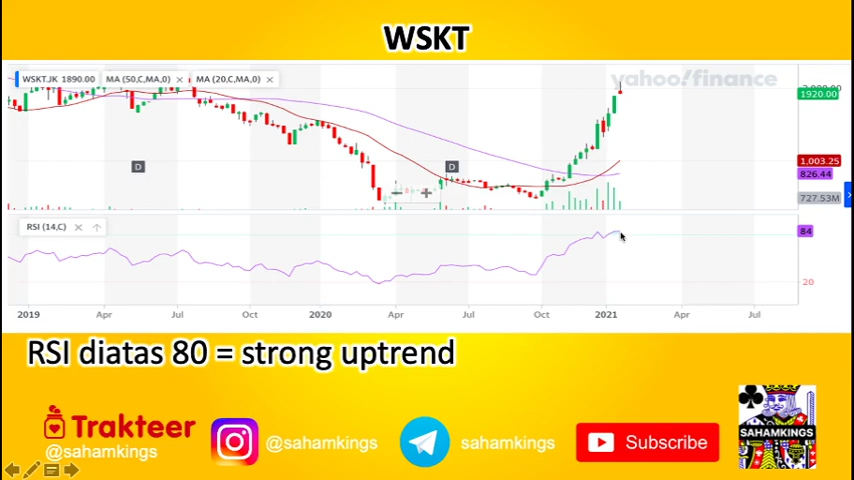 WSKT
WSKT.JK 1890.00 MA (50,C,MA,0) MA (20,C,MA,0)
yahoo!finance
1920.00
D
D
1,003.25
826.44
727.53M
RSI (14,C)
84
20
2019 Apr Jul Oct 2020 Apr Jul Oct 2021 Apr Jul
RSI diatas 80 = strong uptrend
Trakteer
@sahamkings
@sahamkings
sahamkings
Subscribe
SAHAMKINGS